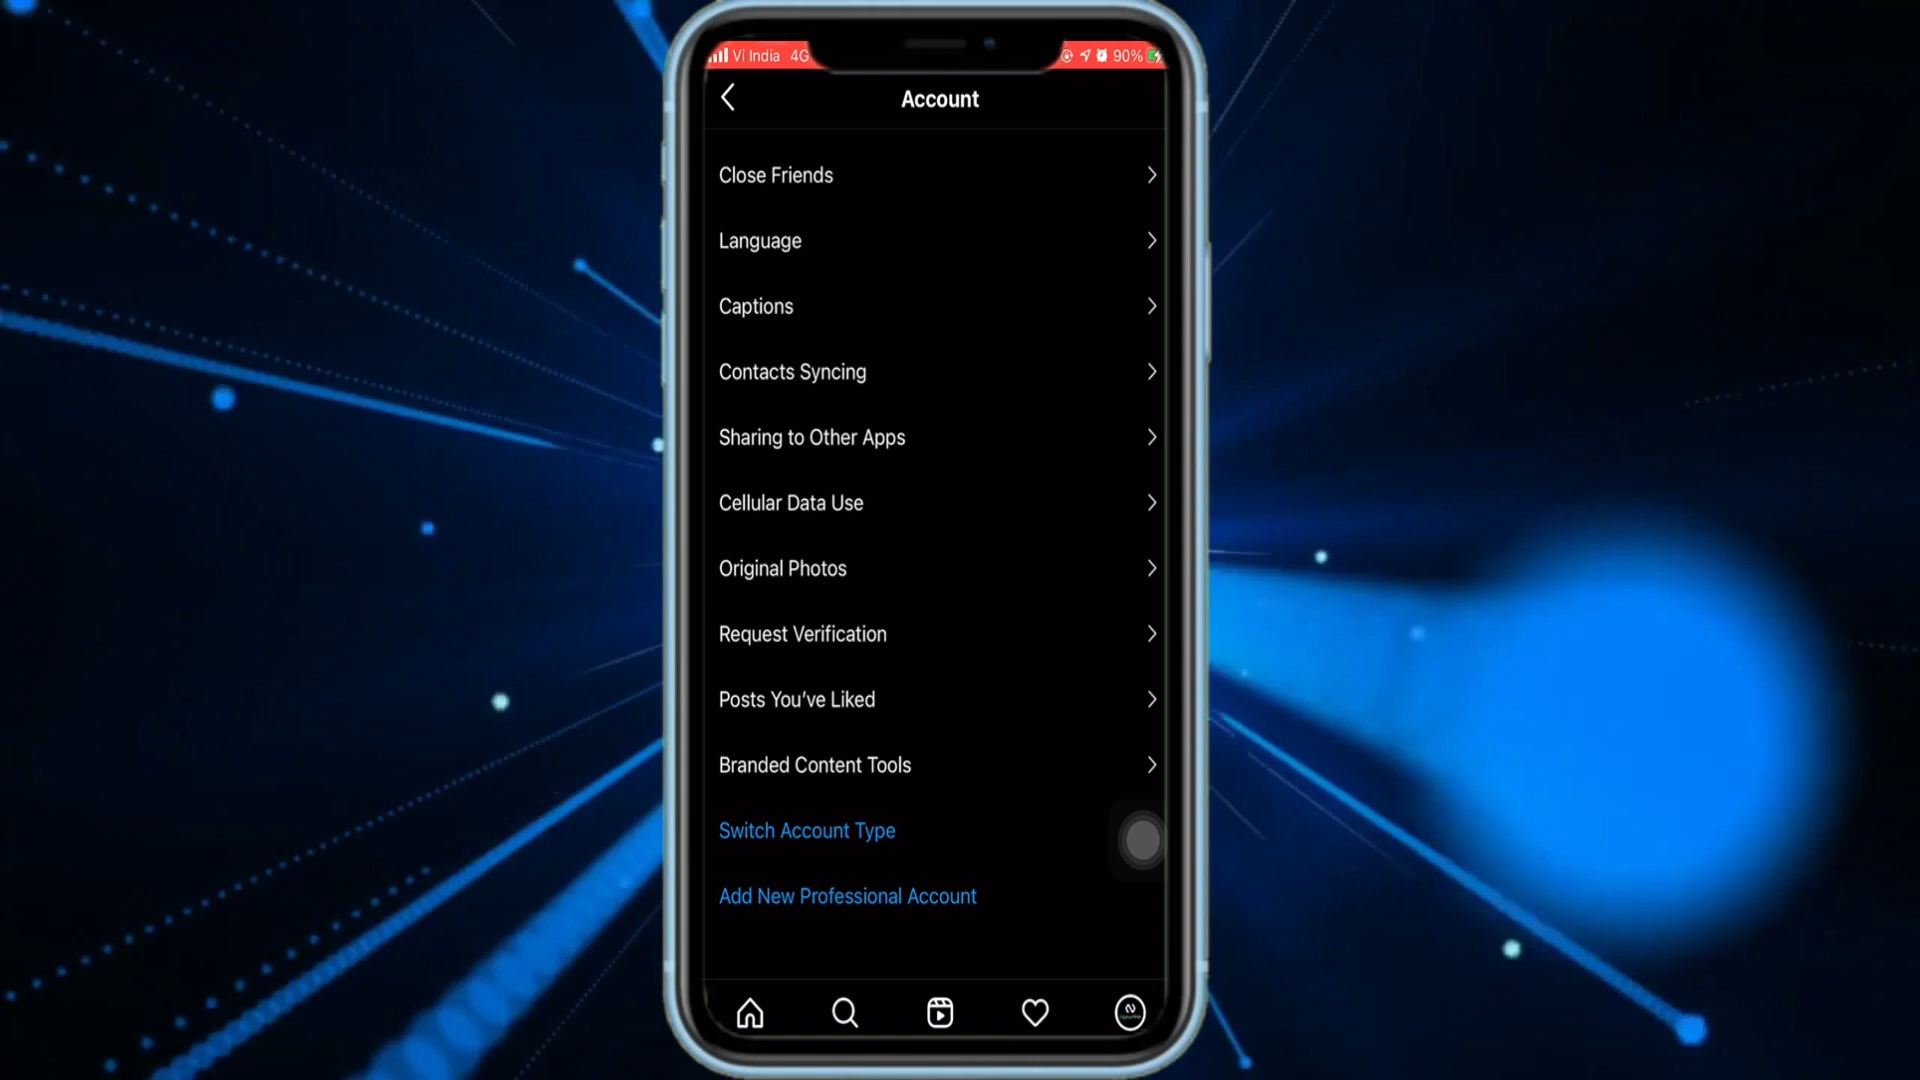 Vi India 4G
90%
Account
Close Friends
Language
Captions
Contacts Syncing
Sharing to Other Apps
Cellular Data Use
Original Photos
Request Verification
Posts You’ve Liked
Branded Content Tools
Switch Account Type
Add New Professional Account